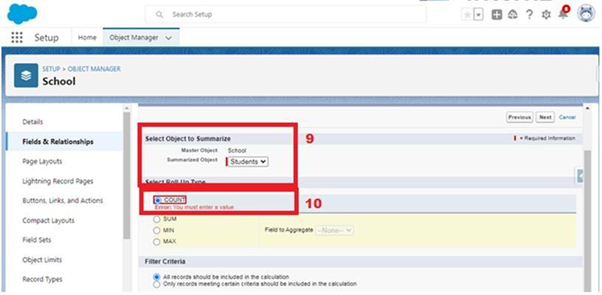 Search Setup
Setup
Home
Object Manager
SETUP > OBJECT MANAGER
School
Details
Fields & Relationships
Page Layouts
Lightning Record Pages
Buttons, Links, and Actions
Compact Layouts
Field Sets
Object Limits
Record Types
Previous Next Cancel
Select Object to Summarize
= Required Information
9
Master Object School
Summarized Object Students
Select Roll-Up Type
COUNT
Error: You must enter a value
10
SUM
MIN
MAX
Field to Aggregate --None--
Filter Criteria
All records should be included in the calculation
Only records meeting certain criteria should be included in the calculation